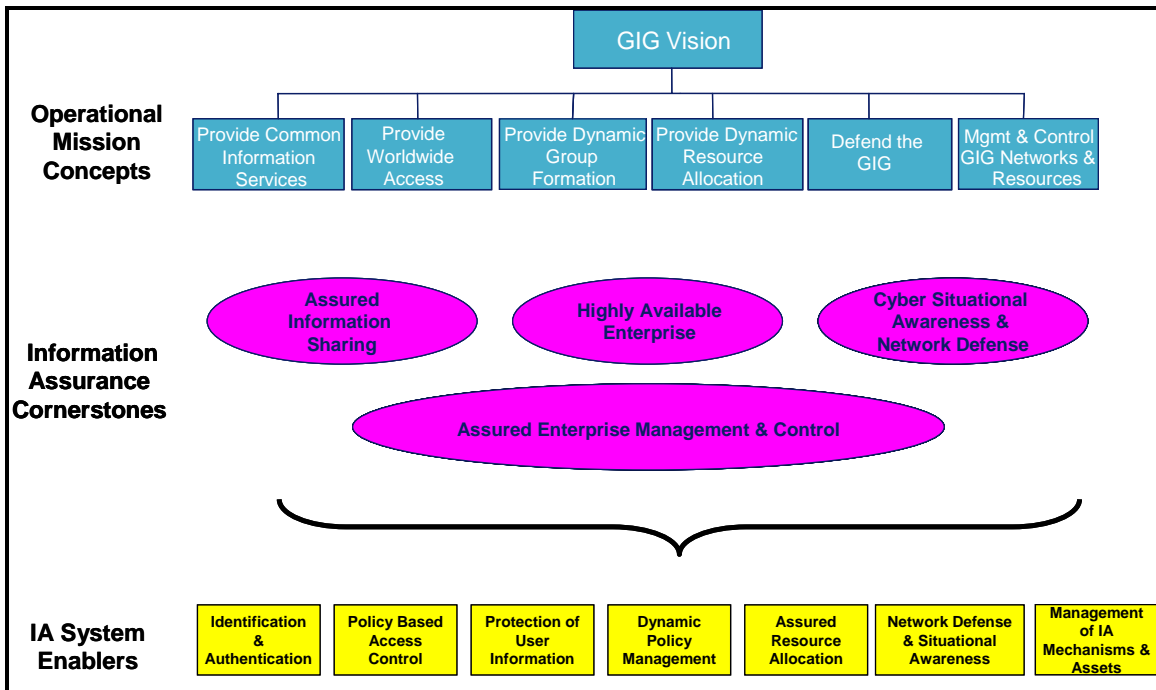 GIG Vision
Operational
Mission
Concepts
Provide Common
Information
Services
Provide
Worldwide
Access
Provide Dynamic
Group
Formation
Provide Dynamic
Resource
Allocation
Defend the
GIG
Mgmt & Control
GIG Networks &
Resources
Information
Assurance
Cornerstones
Assured
Information
Sharing
Highly Available
Enterprise
Cyber Situational
Awareness &
Network Defense
Assured Enterprise Management & Control
IA System
Enablers
Identification
&
Authentication
Policy Based
Access
Control
Protection of
User
Information
Dynamic
Policy
Management
Assured
Resource
Allocation
Network Defense
& Situational
Awareness
Management
of IA
Mechanisms &
Assets